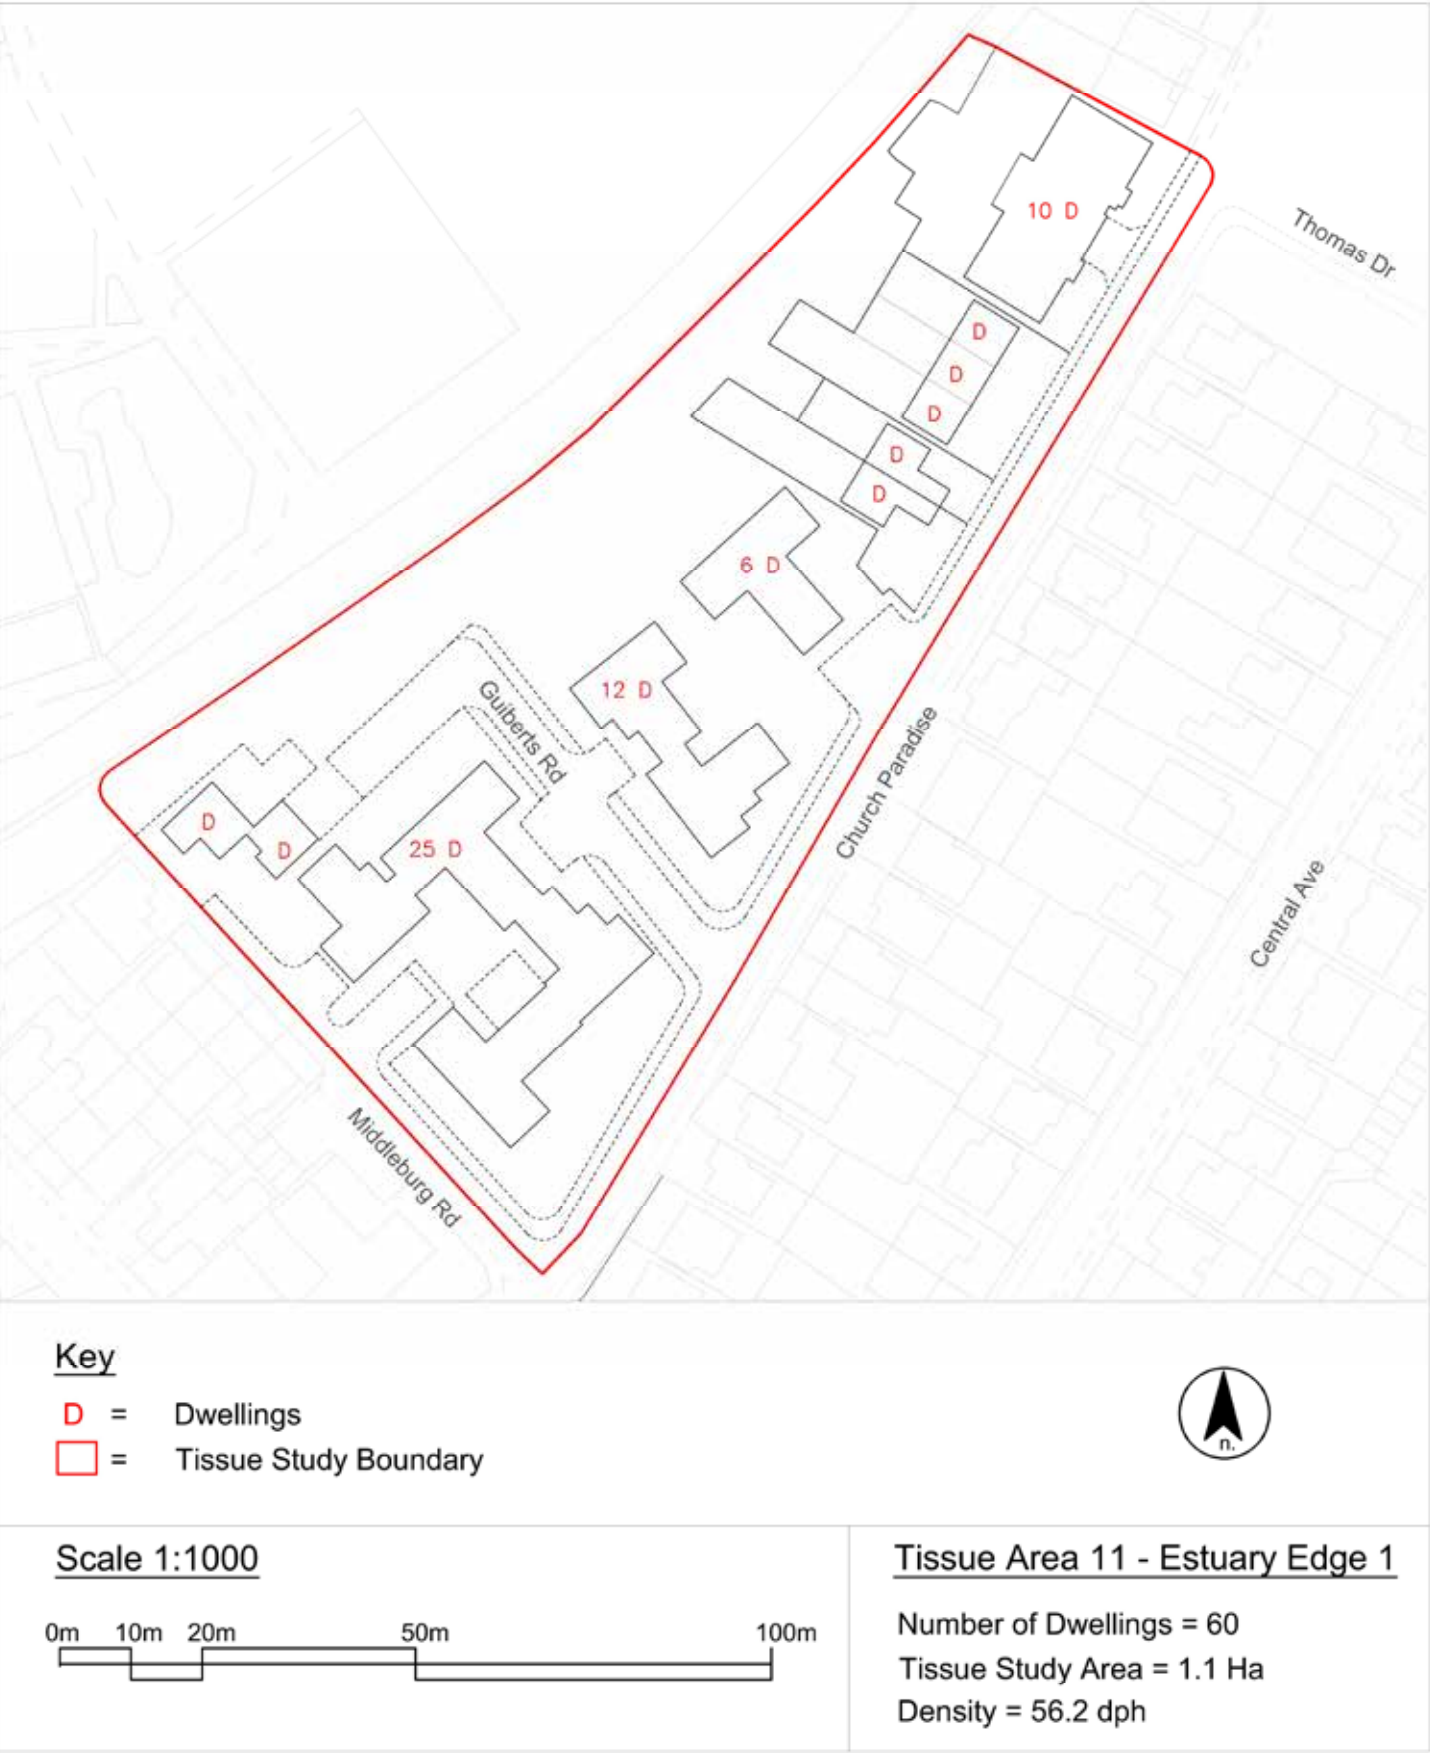 10 D
Thomas Dr
D
D
D
D
D
6 D
12 D
Guiberts Rd
Church Paradise
D
D
25 D
Central Ave
Middleburg Rd
Key
D = Dwellings
= Tissue Study Boundary
n.
Scale 1:1000
0m 10m 20m 50m 100m
Tissue Area 11 - Estuary Edge 1
Number of Dwellings = 60
Tissue Study Area = 1.1 Ha
Density = 56.2 dph